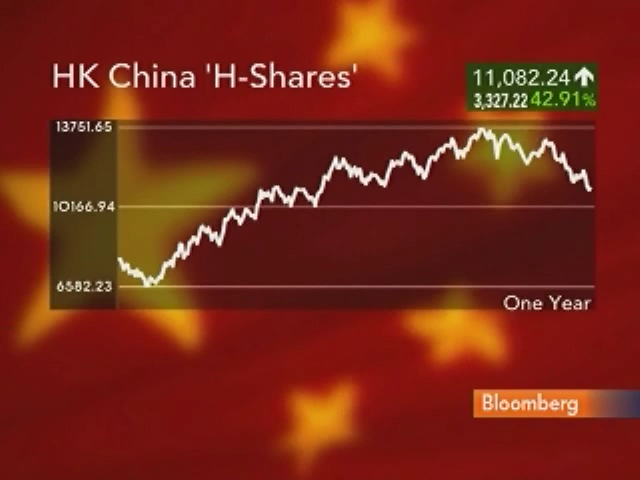 HK China 'H-Shares'
11,082.24
3,327.22 42.91%
13751.65
10166.94
6582.23
One Year
Bloomberg